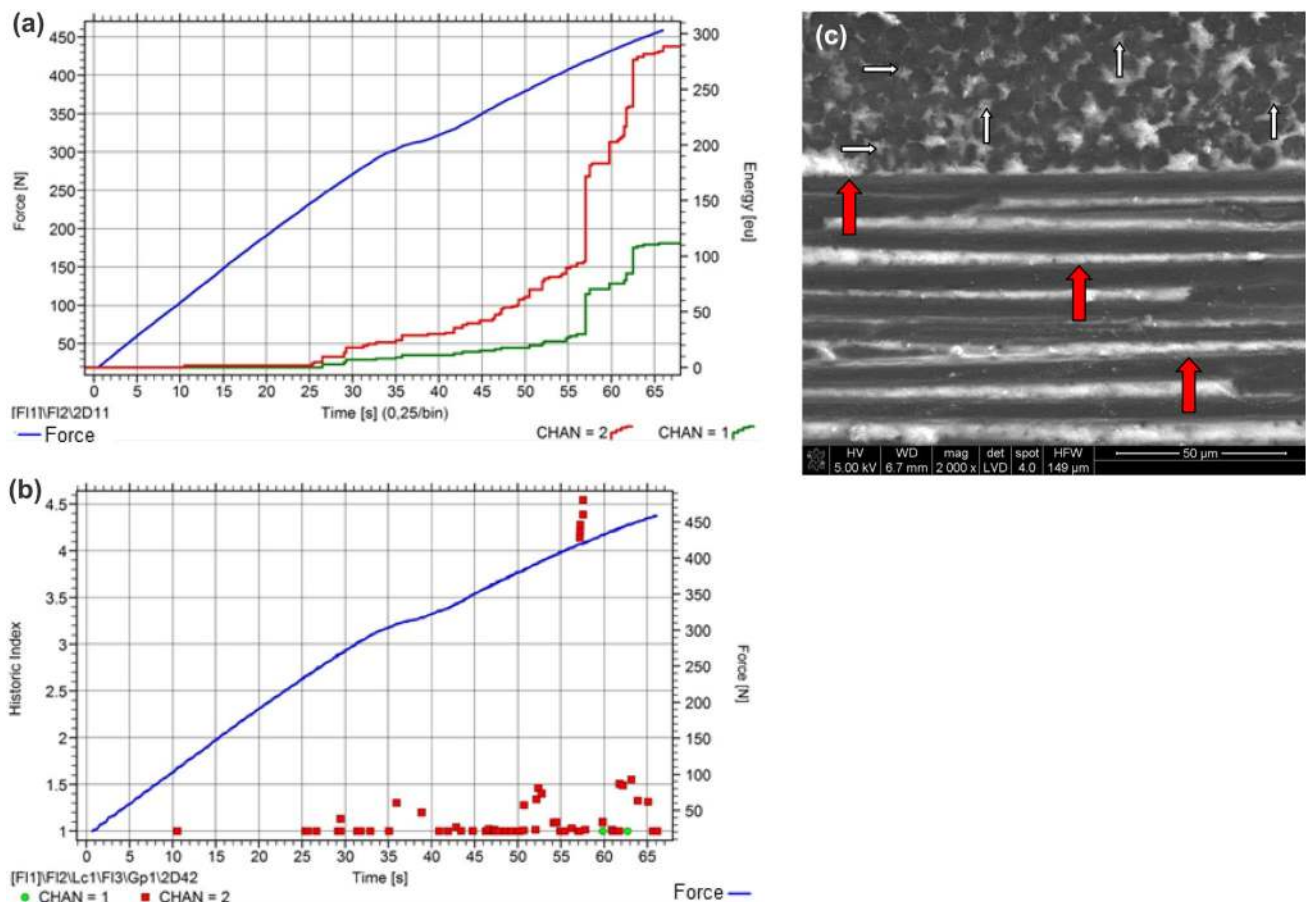 (a)
450
400
350
300
250
200
150
100
50
Force [N]
300
250
200
150
100
50
0
Energy [eu]
0 5 10 15 20 25 30 35 40 45 50 55 60 65
[FI1]\FI2\2D11
Time [s] (0,25/bin)
Force
CHAN = 2
CHAN = 1
(b)
4.5
4
3.5
3
2.5
2
1.5
1
Historic Index
450
400
350
300
250
200
150
100
50
Force [N]
0 5 10 15 20 25 30 35 40 45 50 55 60 65
[FI1]\FI2\Lc1\FI3\Gp1\2D42
Time [s]
CHAN = 1
CHAN = 2
Force
(c)
HV WD mag det spot HFW
5.00 kV 6.7 mm 2 000 x LVD 4.0 149 µm
50 µm